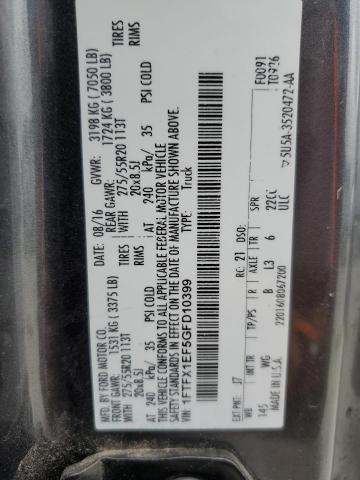 MFD. BY FORD MOTOR CO.
DATE: 08/16 GVWR: 3198 KG ( 7050 LB)
FRONT GAWR: 1531 KG ( 3375 LB) REAR GAWR: 1724 KG ( 3800 LB)
WITH 275/55R20 113T TIRES WITH 275/55R20 113T TIRES
20x8.5J RIMS 20x8.5J RIMS
AT 240 kPa/ 35 PSI COLD AT 240 kPa/ 35 PSI COLD
THIS VEHICLE CONFORMS TO ALL APPLICABLE FEDERAL MOTOR VEHICLE
SAFETY STANDARDS IN EFFECT ON THE DATE OF MANUFACTURE SHOWN ABOVE.
VIN: 1FTFX1EF5GFD10399 TYPE: Truck
F0091
T0926
EXT PNT: J7 RC: 21 DSO:
WB INT TR TP/PS R AXLE TR SPR
145 WG B L3 6
ULC
220160806J200
U.S.A. 5U5A-3520472-AA